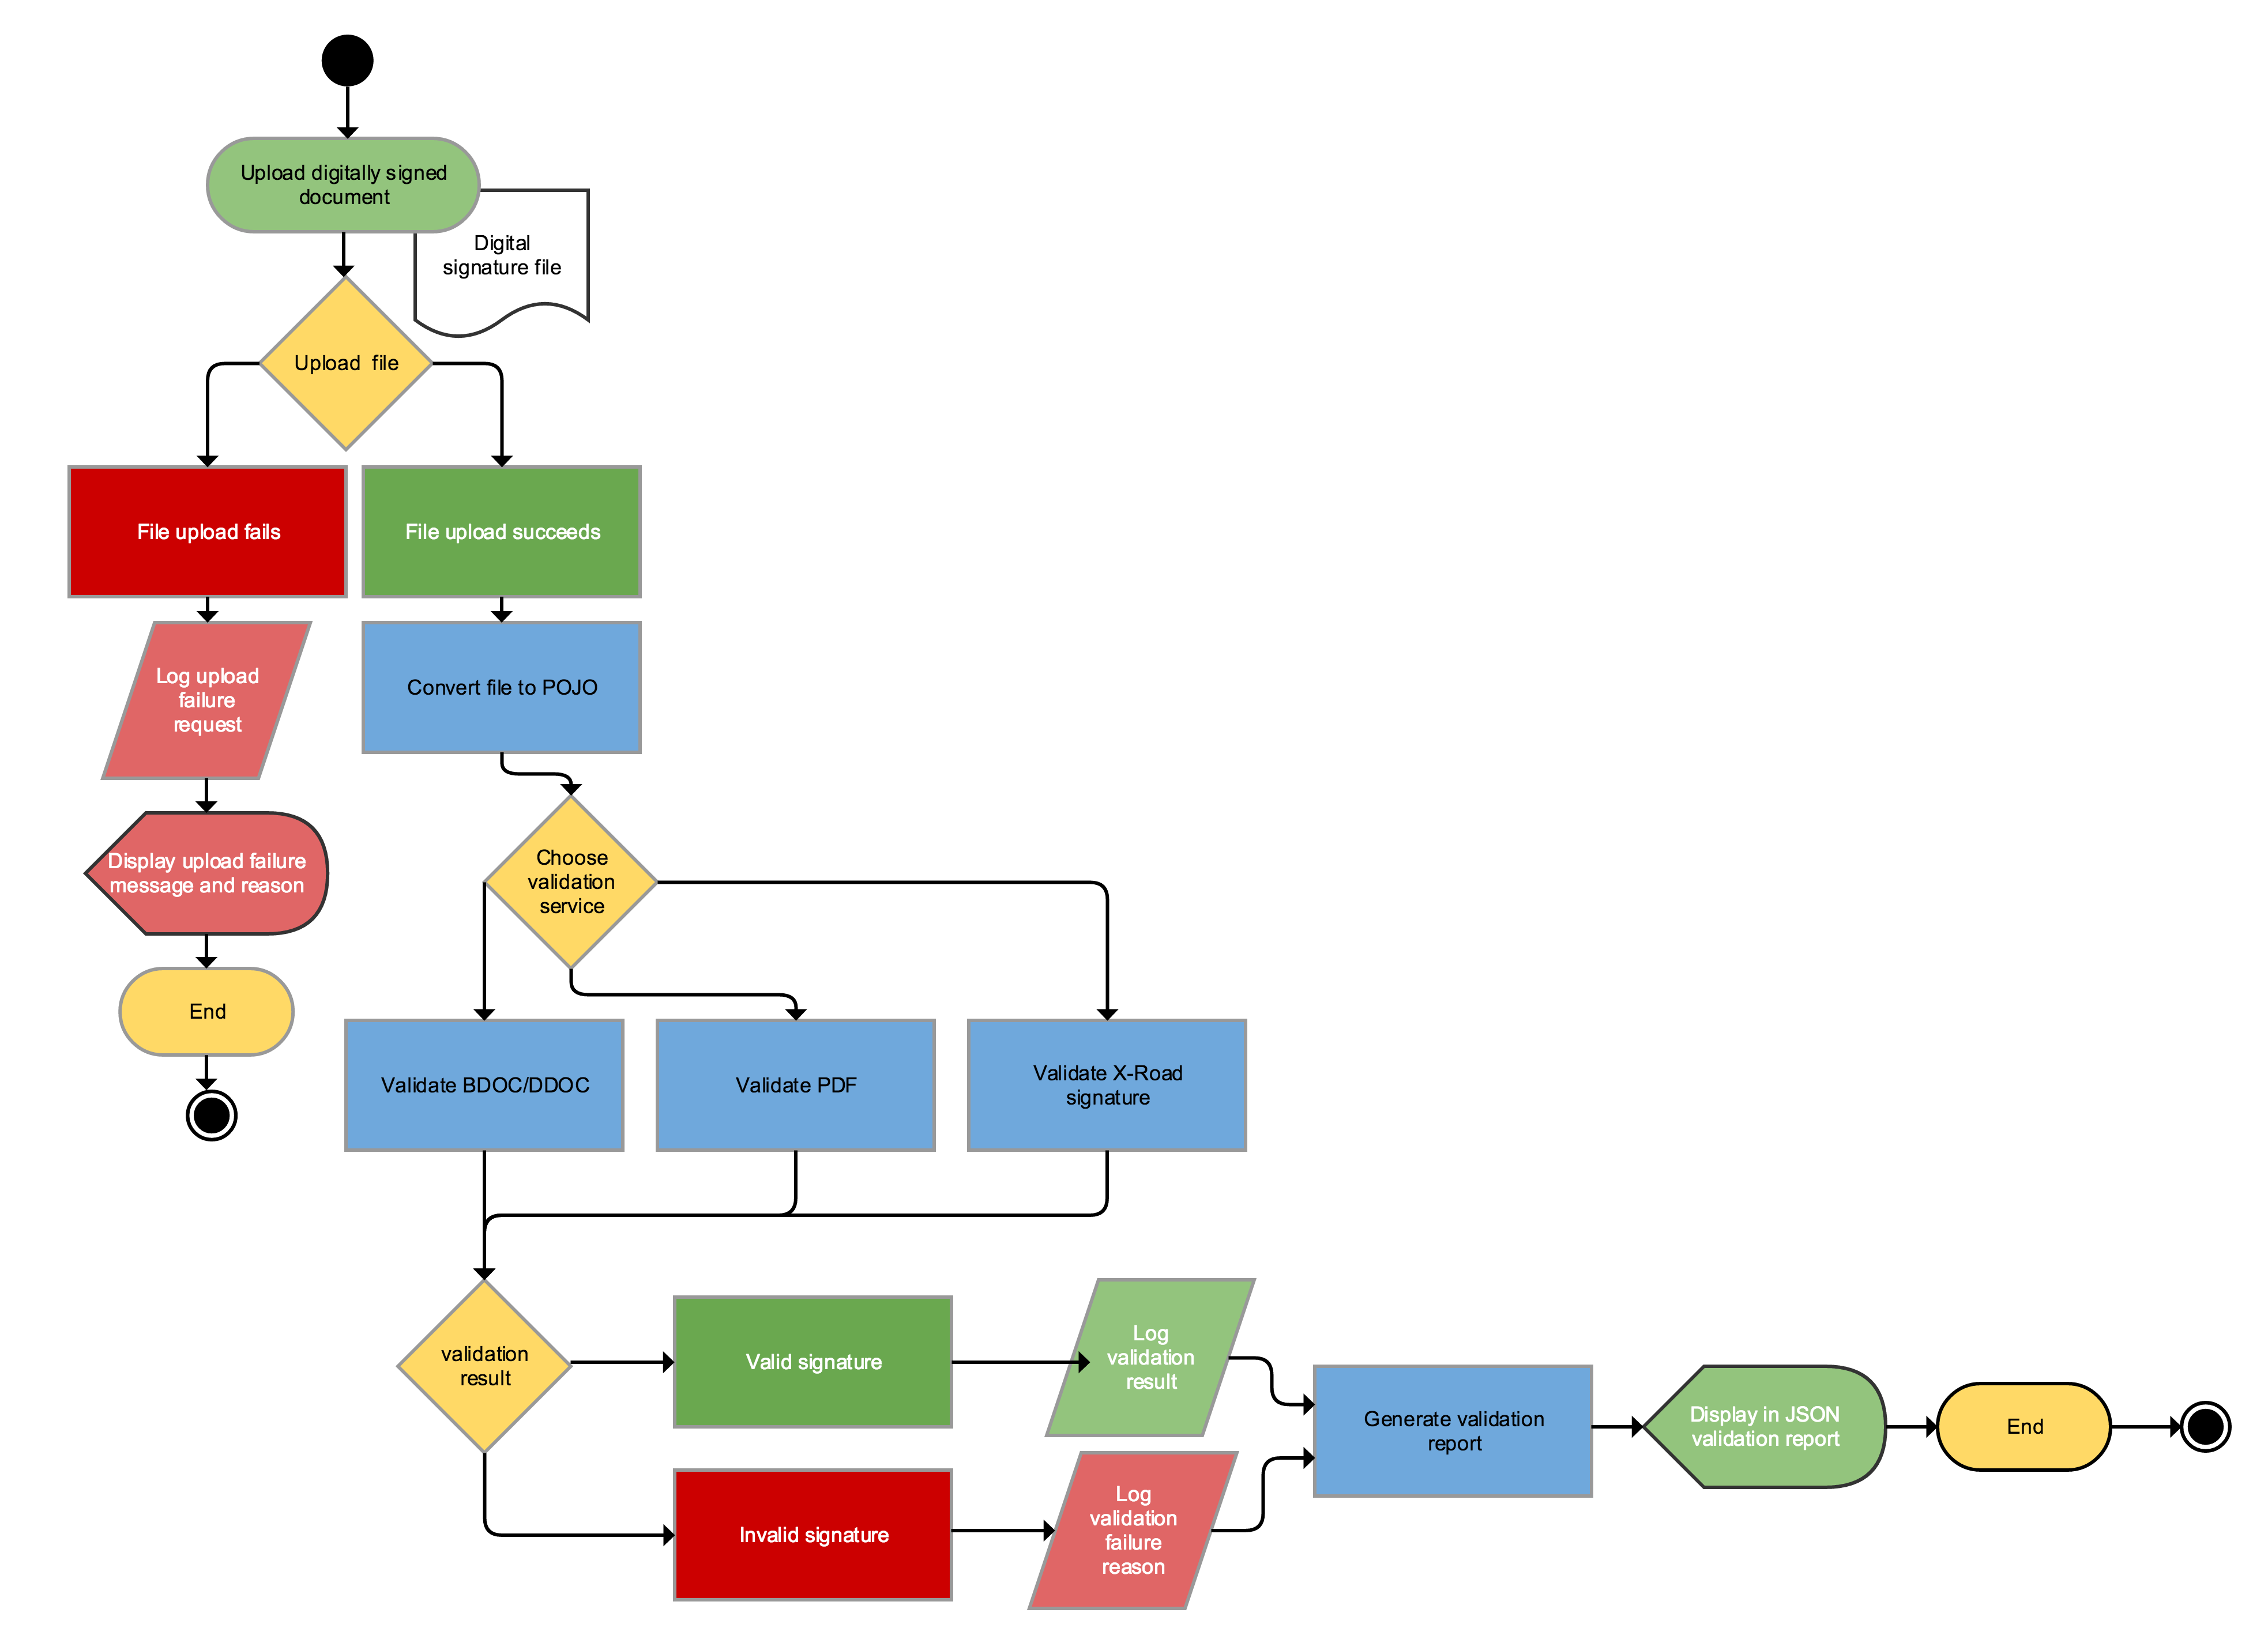 Upload digitally signed
document
Digital
signature file
Upload  file
File upload fails
File upload succeeds
Log upload
failure
request
Convert file to POJO
Display upload failure
message and reason
Choose
validation
service
End
Validate BDOC/DDOC
Validate PDF
Validate X-Road
signature
validation
result
Valid signature
Log
validation
result
Invalid signature
Log
validation
failure
reason
Generate validation
report
Display in JSON
validation report
End